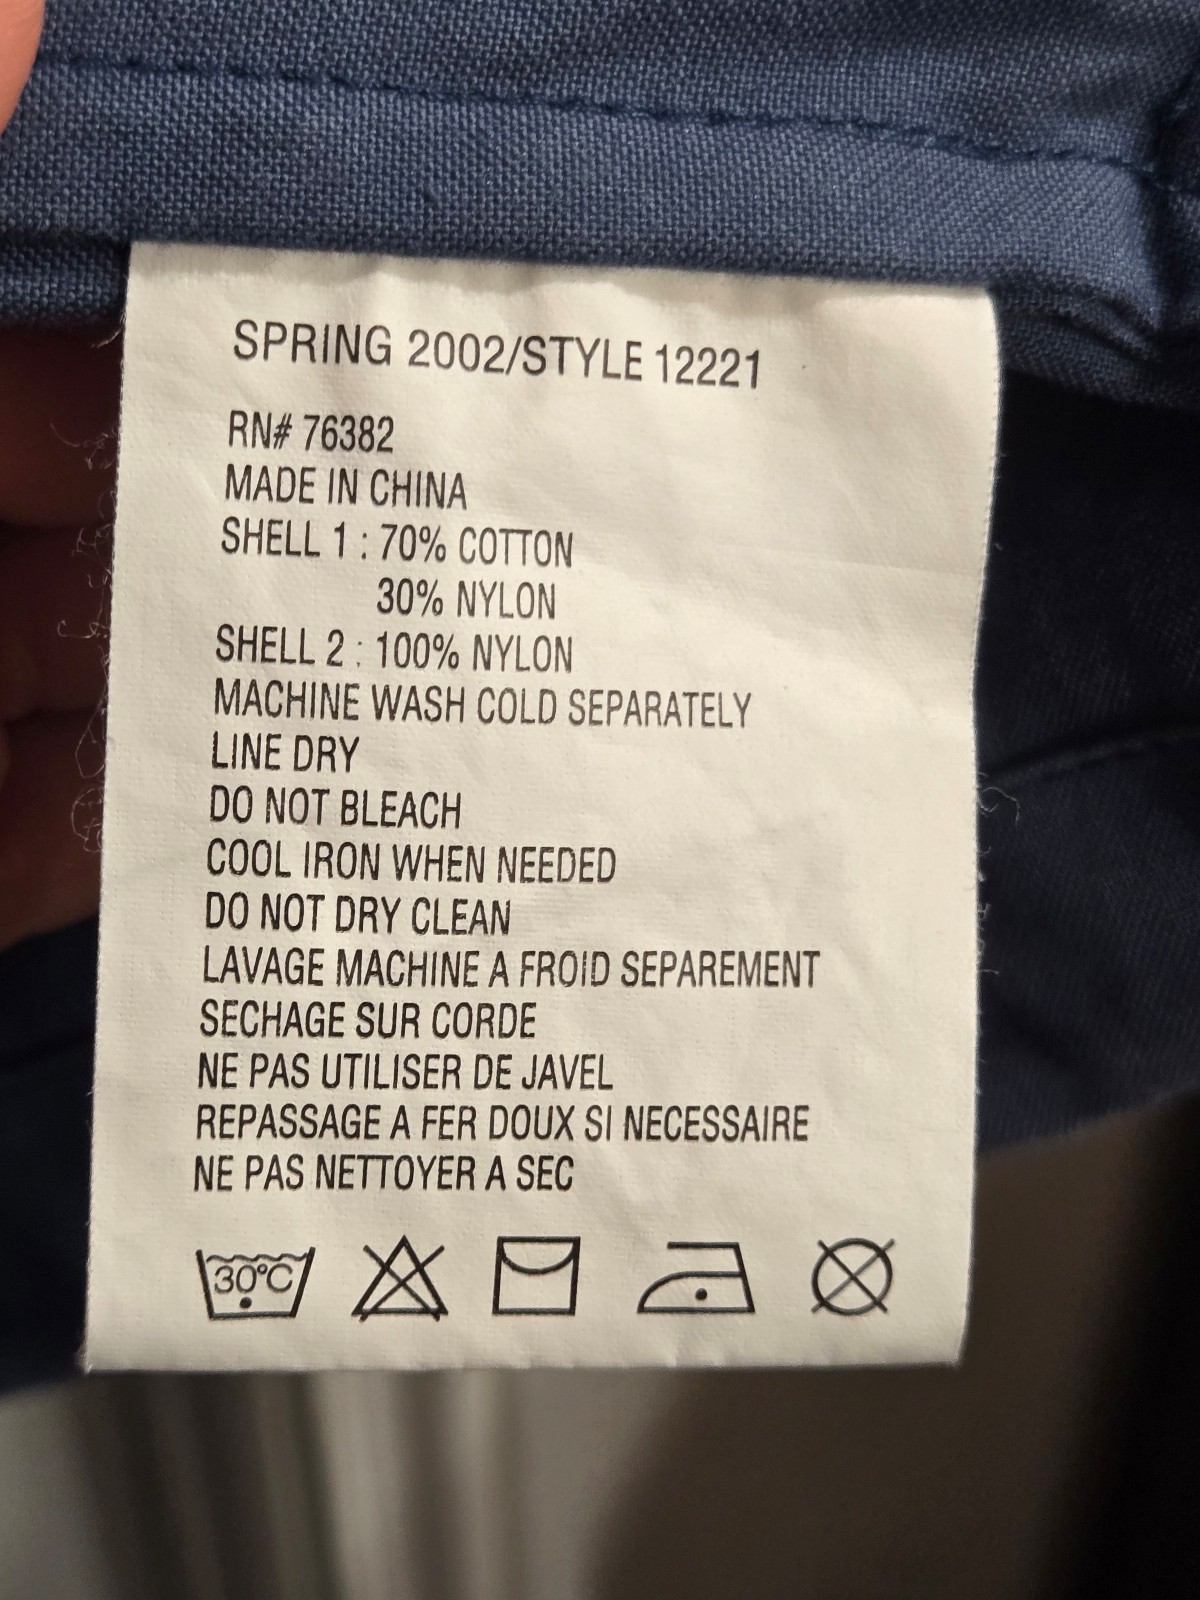 SPRING 2002/STYLE 12221
RN# 76382
MADE IN CHINA
SHELL 1 : 70% COTTON
30% NYLON
SHELL 2 : 100% NYLON
MACHINE WASH COLD SEPARATELY
LINE DRY
DO NOT BLEACH
COOL IRON WHEN NEEDED
DO NOT DRY CLEAN
LAVAGE MACHINE A FROID SEPAREMENT
SECHAGE SUR CORDE
NE PAS UTILISER DE JAVEL
REPASSAGE A FER DOUX SI NECESSAIRE
NE PAS NETTOYER A SEC
30°C